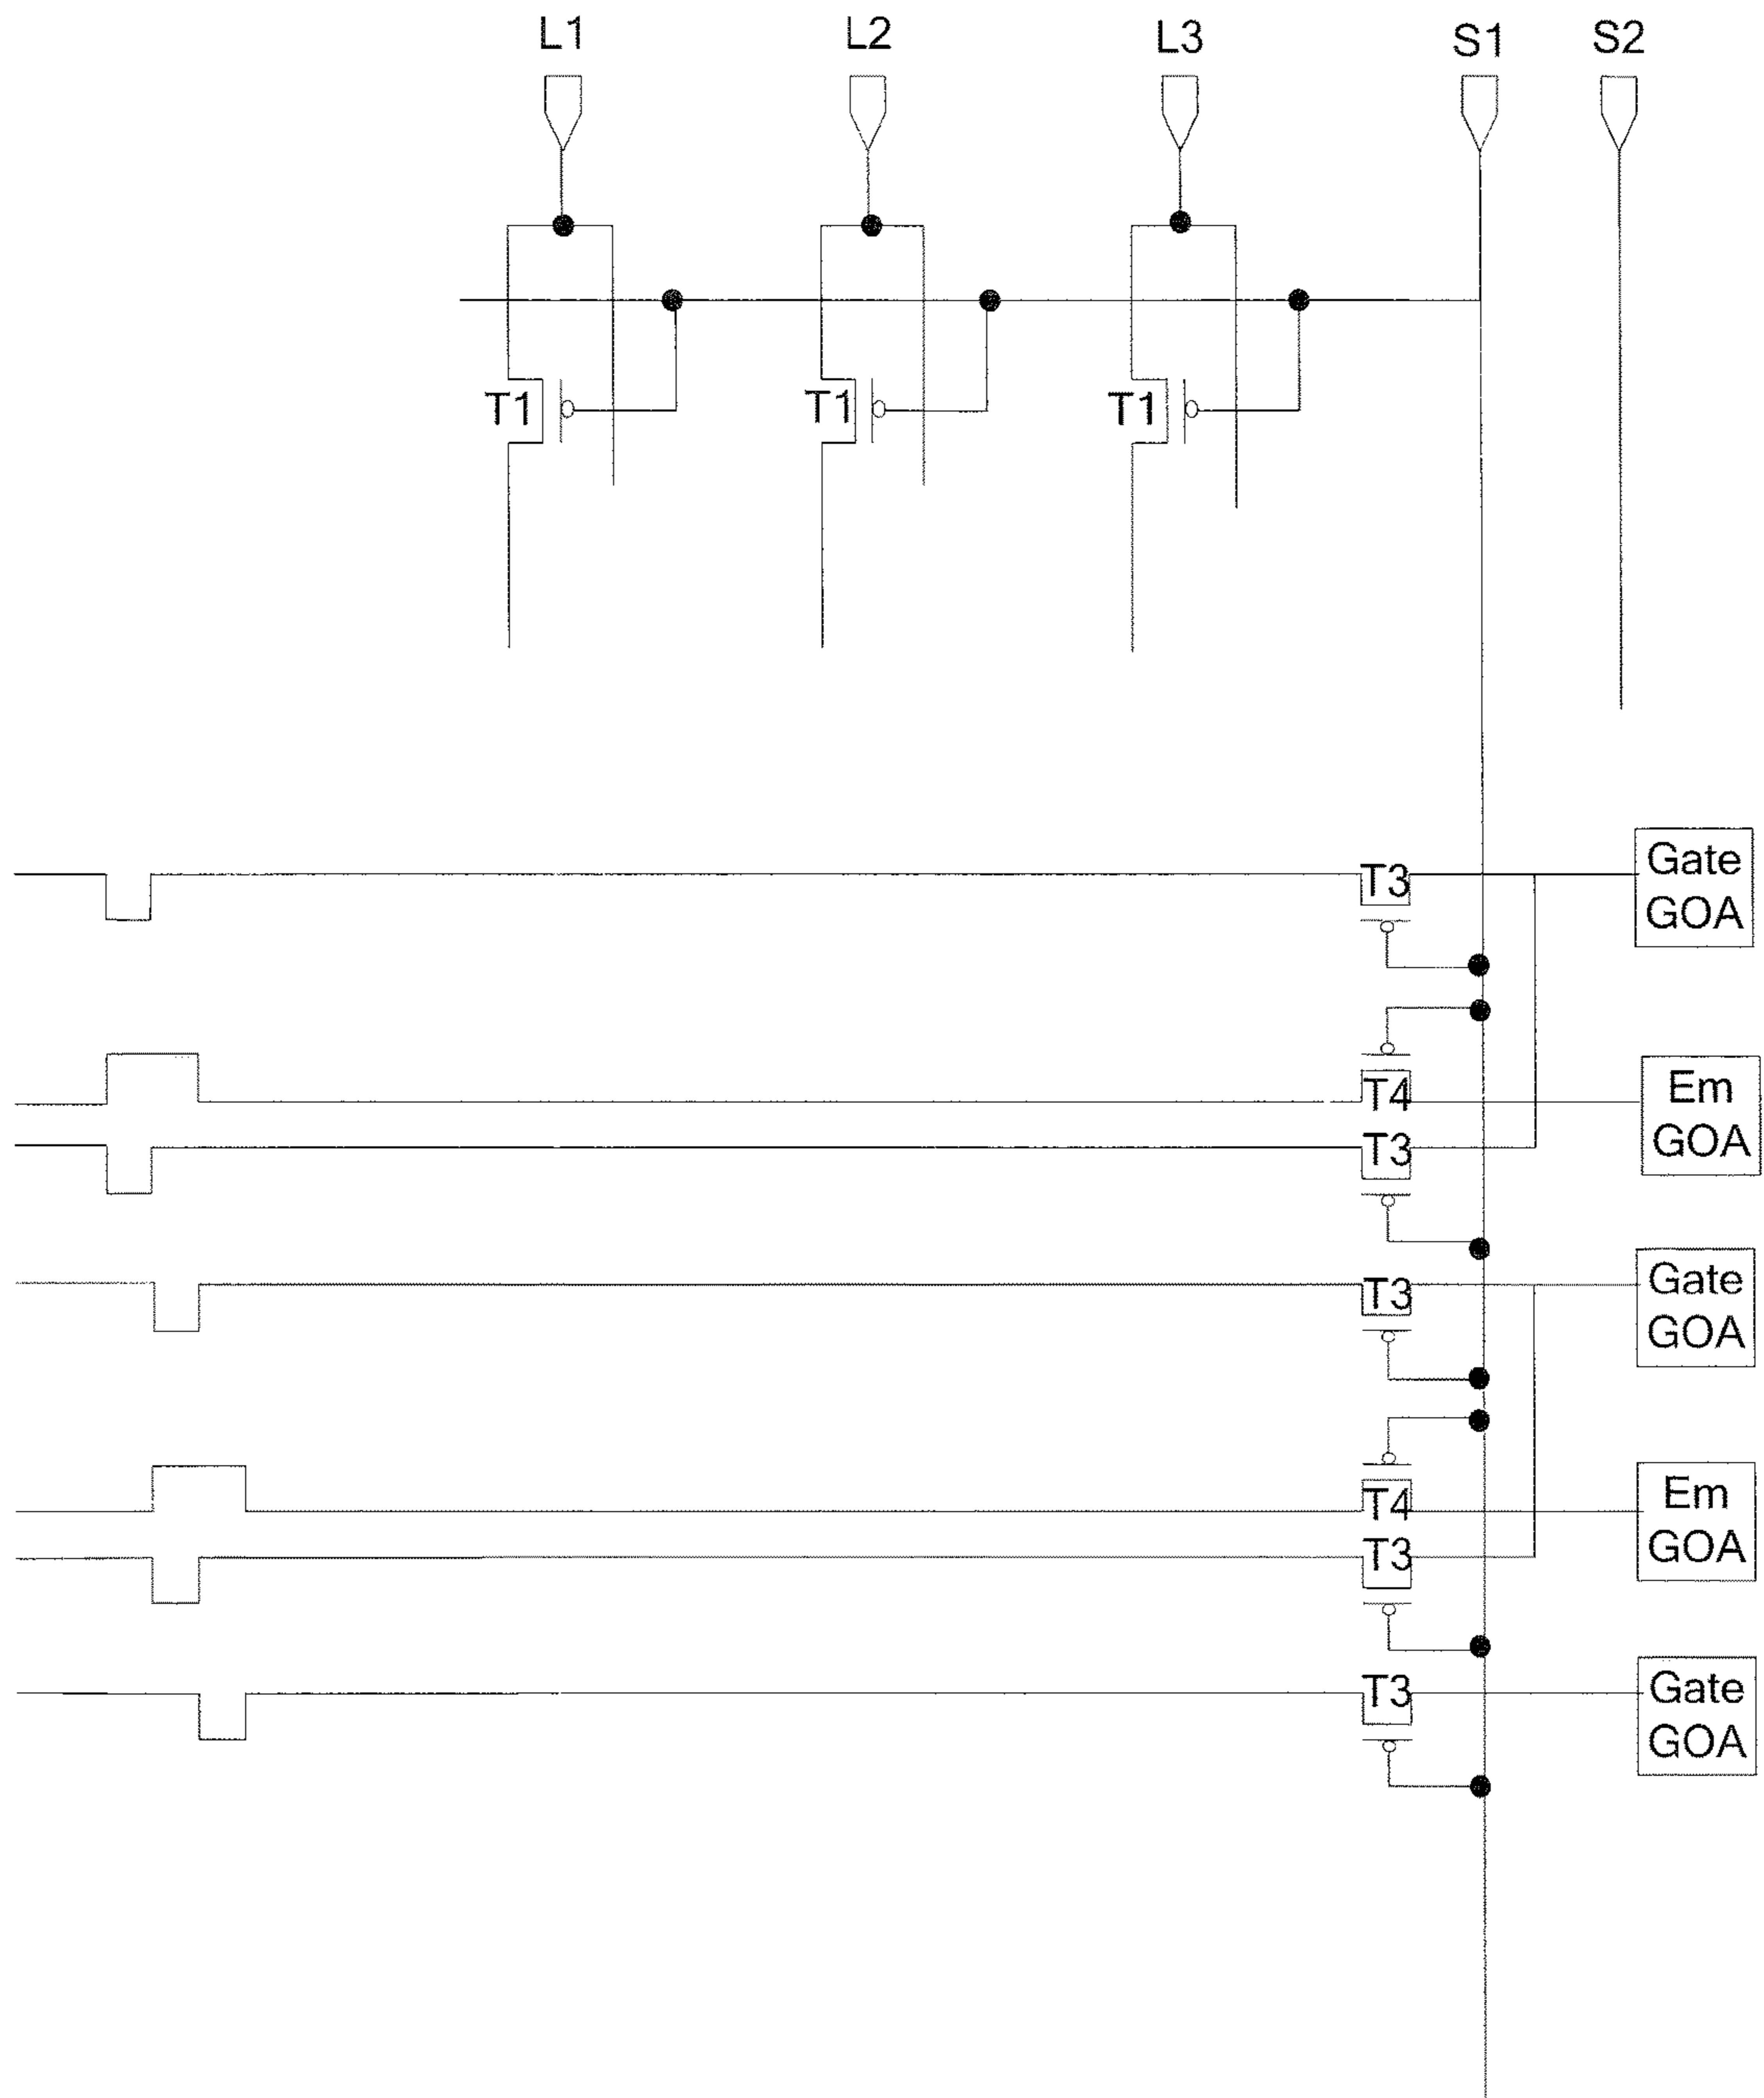 L1 L2 L3 S1 S2
T1 T1 T1
T3 Gate
GOA
T4 Em
T3 GOA
T3 Gate
GOA
T4 Em
T3 GOA
T3 Gate
GOA